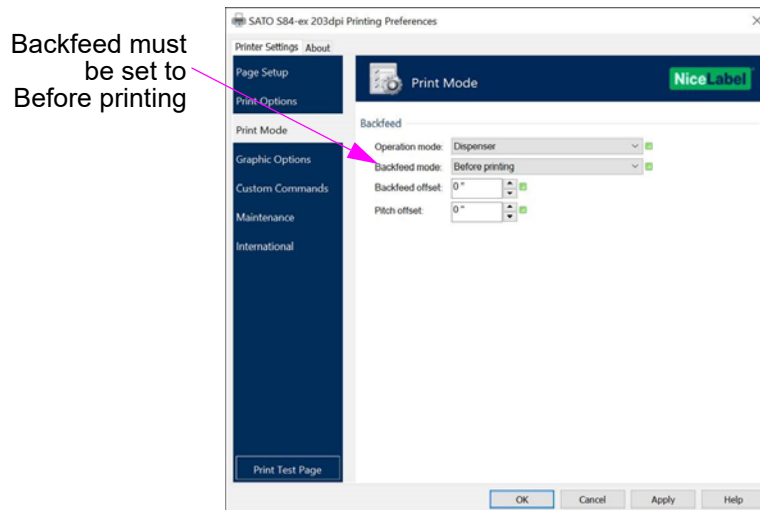 Backfeed must
be set to
Before printing
SATO S84-ex 203dpi Printing Preferences
Printer Settings About
Page Setup
Print Options
Print Mode
Graphic Options
Custom Commands
Maintenance
International
Print Test Page
Print Mode
NiceLabel
Backfeed
Operation mode: Dispenser
Backfeed mode: Before printing
Backfeed offset: 0 "
Pitch offset: 0 "
OK Cancel Apply Help